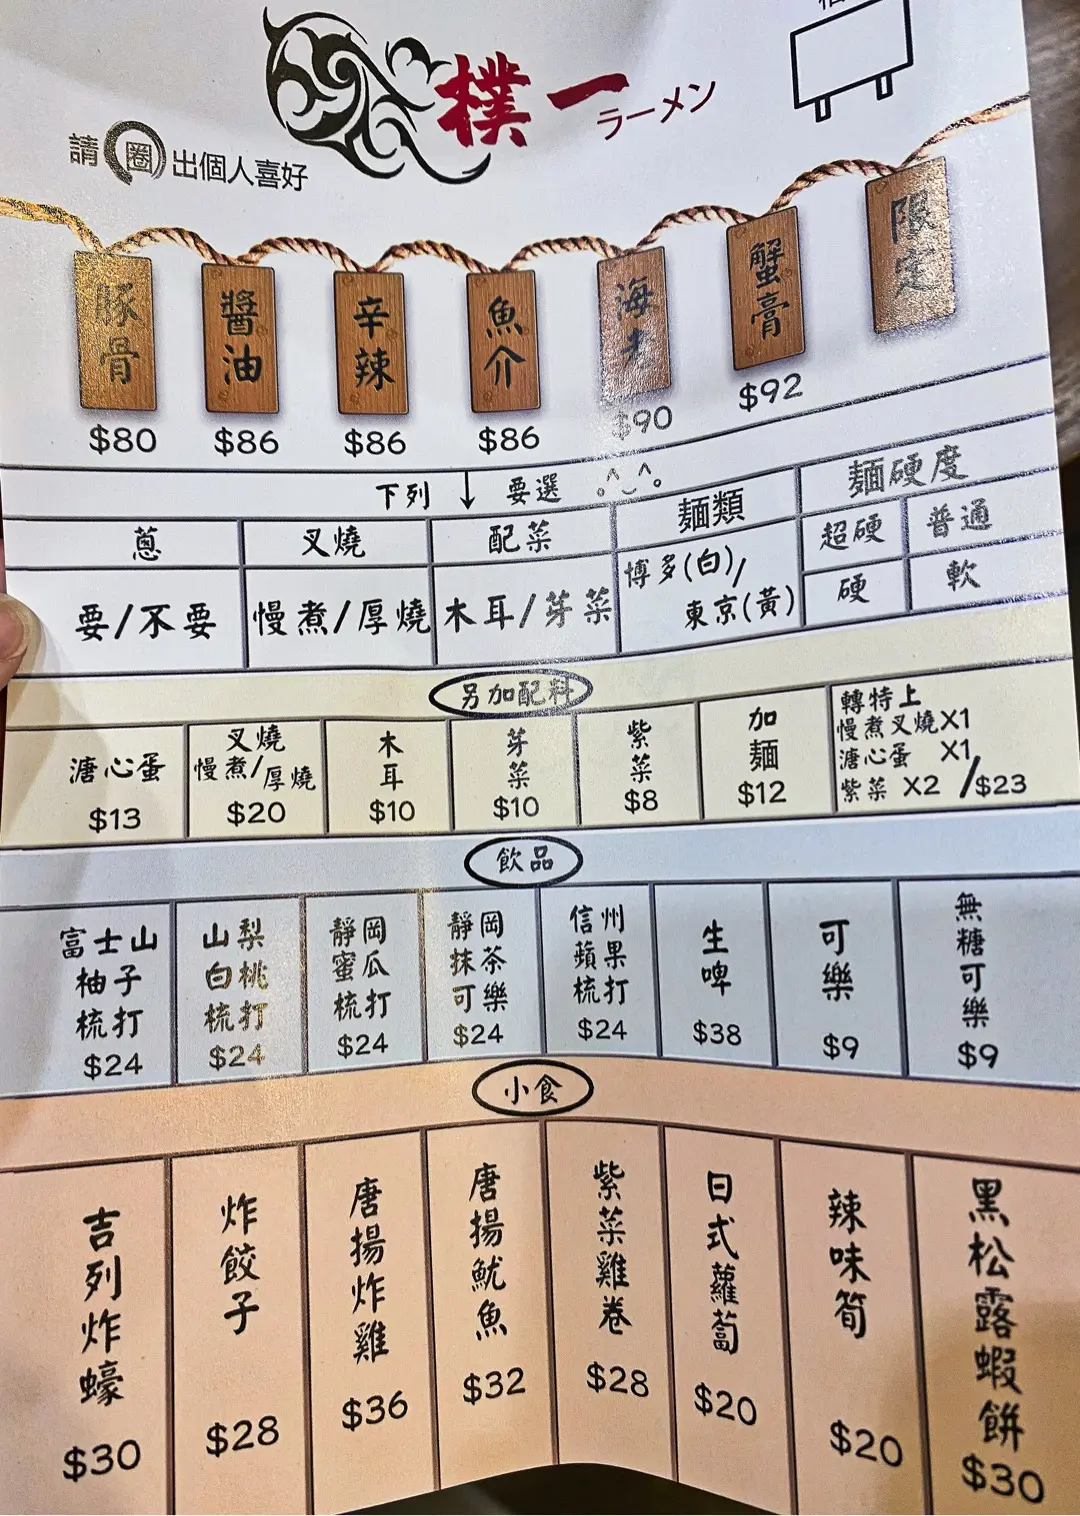 樸一
ラーメン
請圈出個人喜好
豚骨
$80
醬油
$86
辛辣
$86
魚介
$86
海老
$90
蟹膏
$92
限定
下列 ↓ 要選
蔥
叉燒
配菜
麵類
麵硬度
要/不要
慢煮/厚燒
木耳/芽菜
博多(白)/
東京(黃)
超硬
普通
硬
軟
另加配料
溏心蛋
$13
叉燒
慢煮/厚燒
$20
木耳
$10
芽菜
$10
紫菜
$8
加麵
$12
轉特上
慢煮叉燒X1
溏心蛋 X1
紫菜 X2 /$23
飲品
富士山
柚子
梳打
$24
山梨
白桃
梳打
$24
靜岡
蜜瓜
梳打
$24
靜岡
抹茶
可樂
$24
信州
蘋果
梳打
$24
生啤
$38
可樂
$9
無糖可樂
$9
小食
吉列炸蠔
$30
炸餃子
$28
唐揚炸雞
$36
唐揚魷魚
$32
紫菜雞卷
$28
日式蘿蔔
$20
辣味筍
$20
黑松露蝦餅
$30